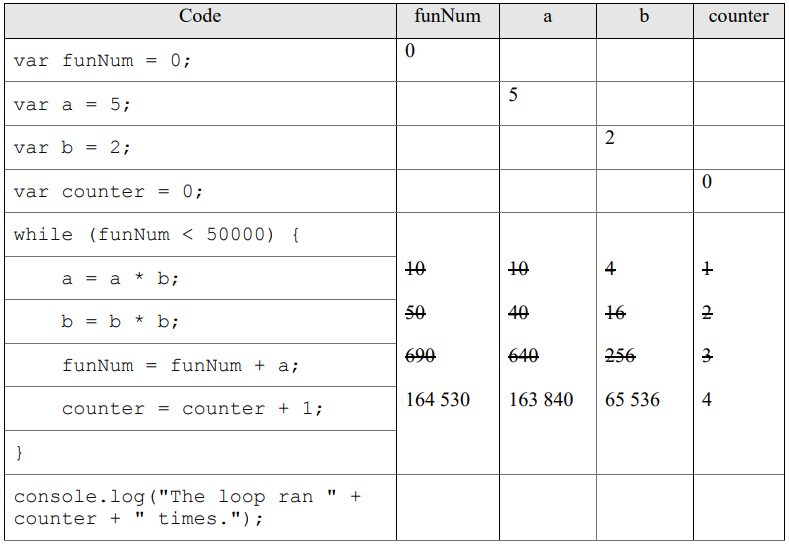 Code funNum a b counter
var funNum = 0; 0
var a = 5; 5
var b = 2; 2
var counter = 0; 0
while (funNum < 50000) {
a = a * b; 10 10 4 1
b = b * b; 50 40 16 2
funNum = funNum + a; 690 640 256 3
counter = counter + 1; 164 530 163 840 65 536 4
}
console.log("The loop ran " +
counter + " times.");